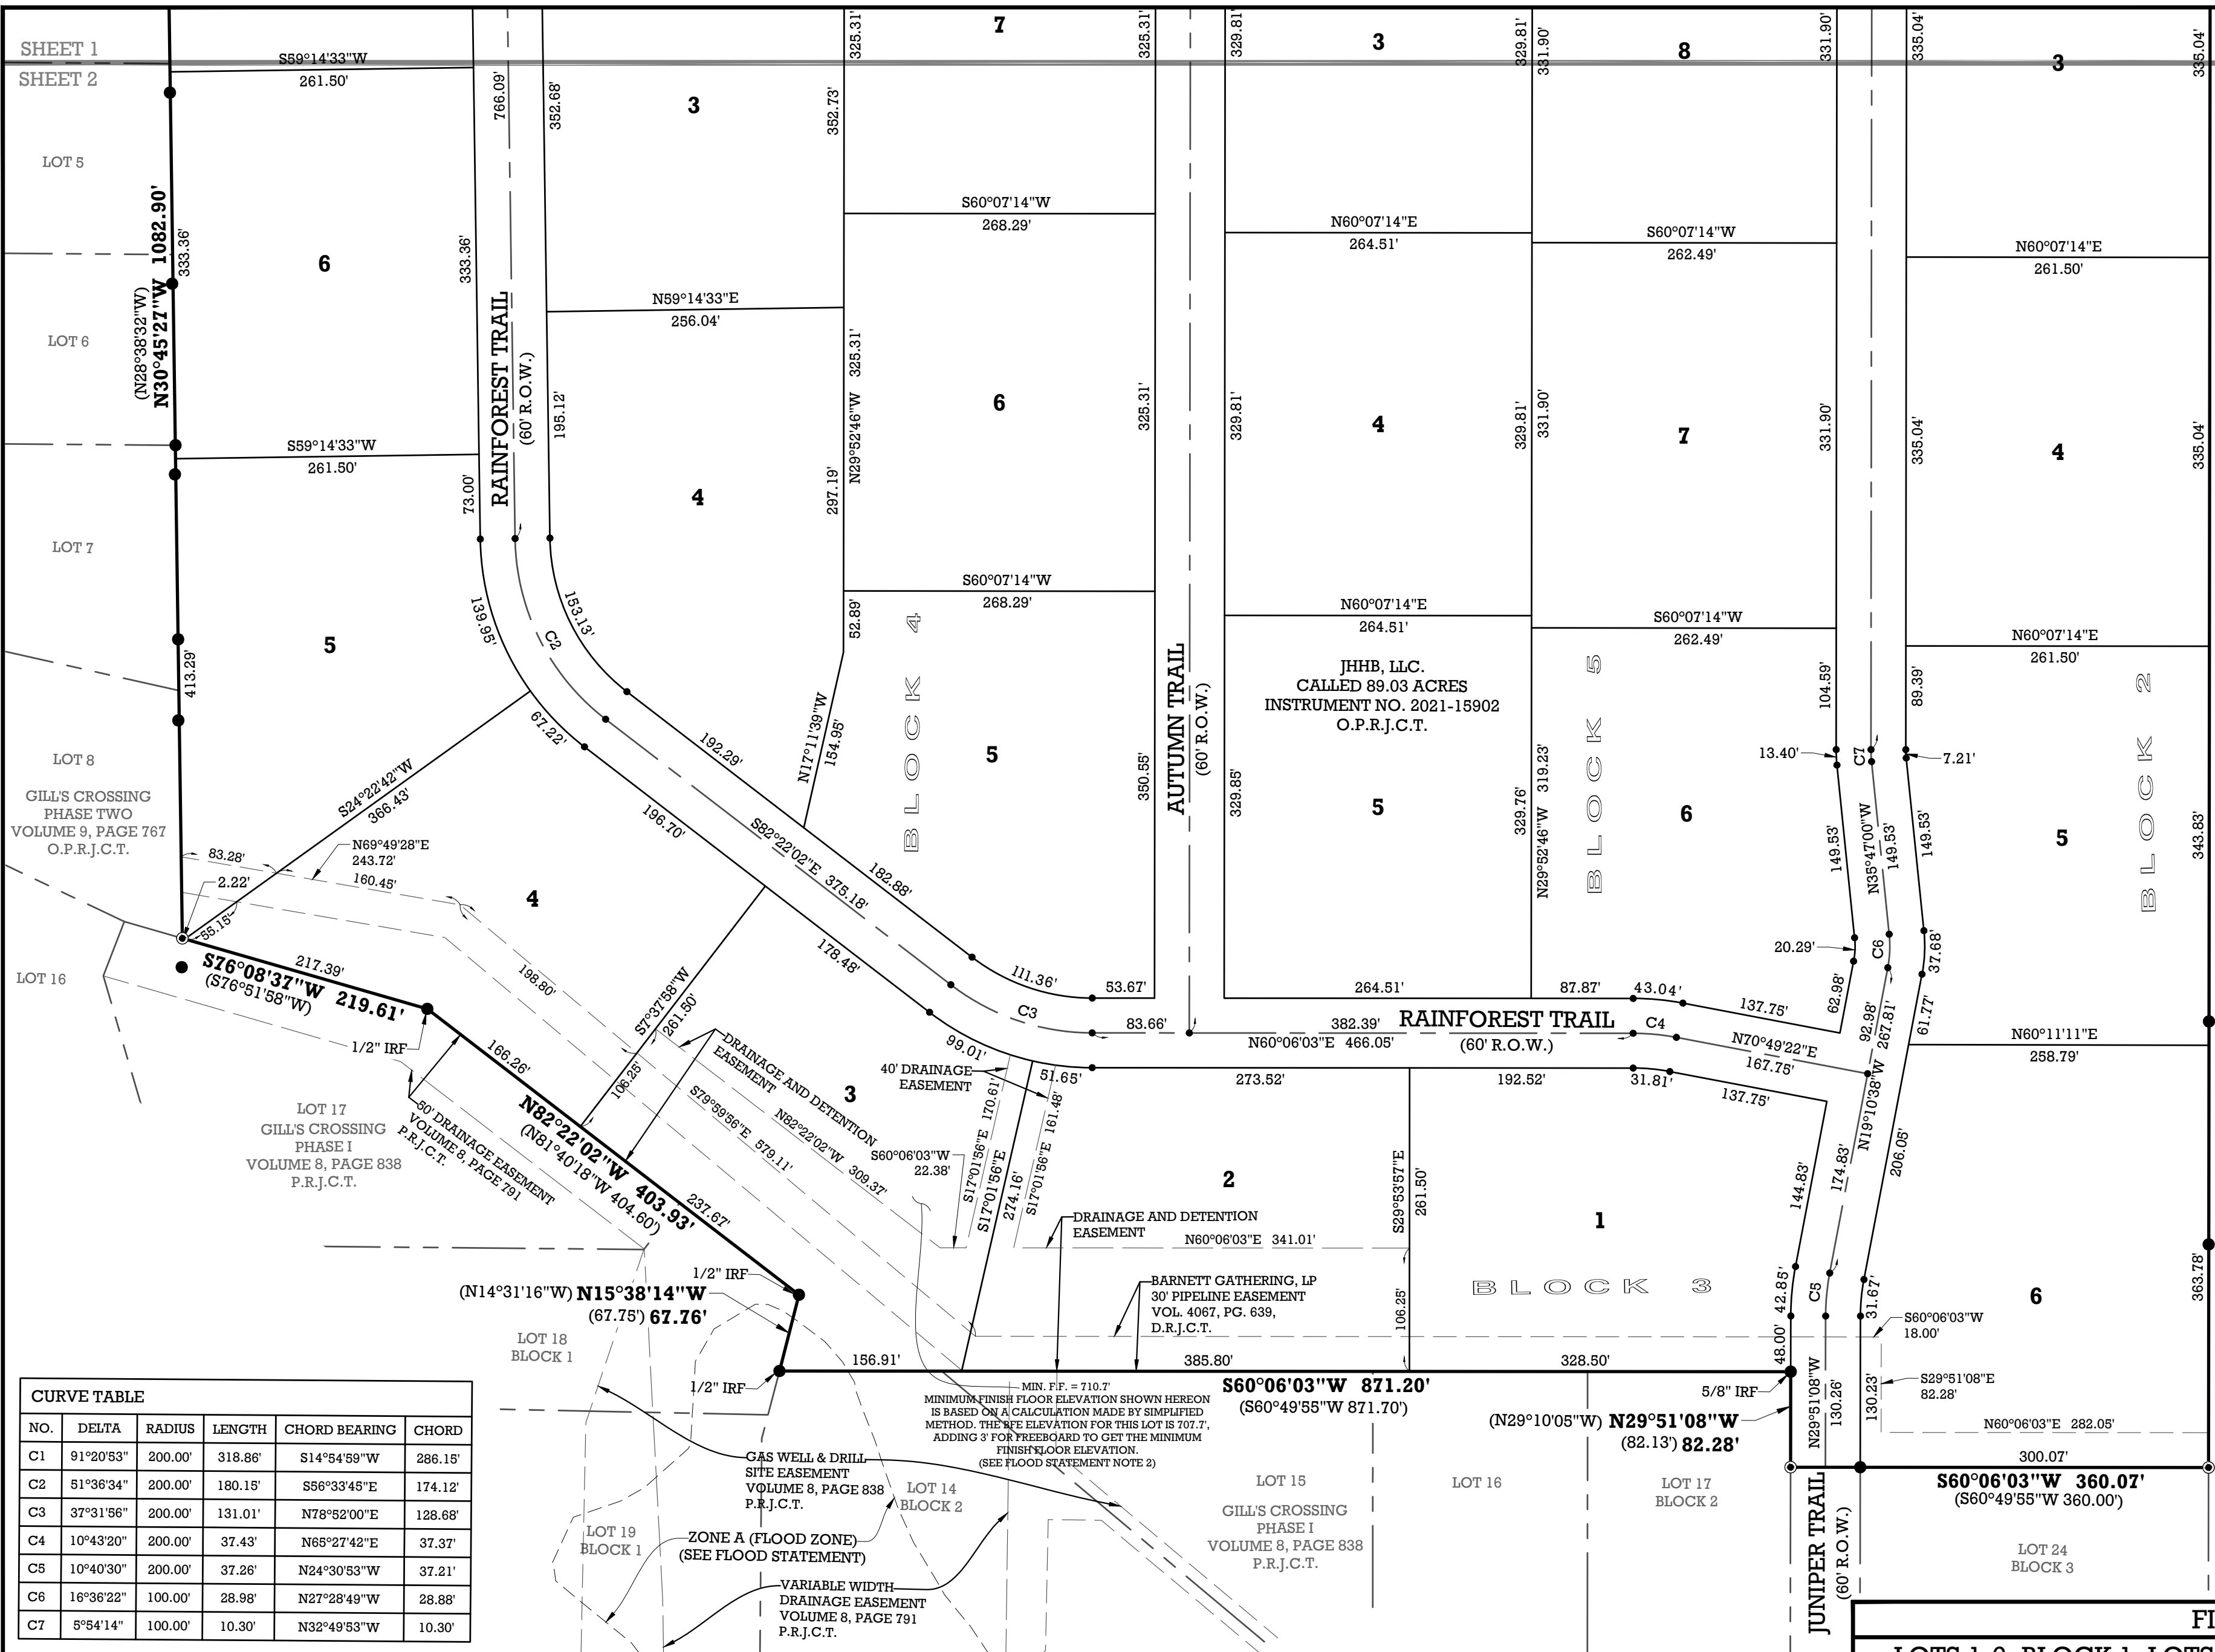 SHEET 1
SHEET 2
S59°14'33"W
261.50'
766.09'
352.68'
3
325.31'
352.73'
7
325.31'
329.81'
3
329.81'
331.90'
8
331.90'
335.04'
3
335.04'
LOT 5
LOT 6
LOT 7
LOT 8
GILL'S CROSSING
PHASE TWO
VOLUME 9, PAGE 767
O.P.R.J.C.T.
LOT 16
(N28°38'32"W)
N30°45'27"W 1082.90'
333.36'
6
333.36'
RAINFOREST TRAIL
(60' R.O.W.)
195.12'
N59°14'33"E
256.04'
S59°14'33"W
261.50'
73.00'
4
297.19'
N29°52'46"W 325.31'
S60°07'14"W
268.29'
6
325.31'
S60°07'14"W
268.29'
52.89'
BLOCK 4
5
350.55'
AUTUMN TRAIL
(60' R.O.W.)
N60°07'14"E
264.51'
329.81'
4
329.81'
N60°07'14"E
264.51'
JHHB, LLC.
CALLED 89.03 ACRES
INSTRUMENT NO. 2021-15902
O.P.R.J.C.T.
329.85'
5
329.76'
N29°52'46"W 319.23'
S60°07'14"W
262.49'
331.90'
7
331.90'
S60°07'14"W
262.49'
BLOCK 5
6
104.59'
13.40'
149.53'
20.29'
62.98'
C7
N35°47'00"W
149.53'
C6
89.39'
7.21'
149.53'
37.68'
61.77'
N60°07'14"E
261.50'
335.04'
4
335.04'
N60°07'14"E
261.50'
BLOCK 2
5
343.83'
N60°11'11"E
258.79'
5
413.29'
139.95'
C2
153.13'
67.22'
192.29'
N17°11'39"W
154.95'
S24°22'42"W
366.43'
196.70'
S82°22'02"E 375.18'
182.88'
83.28'
N69°49'28"E
243.72'
160.45'
2.22'
55.15'
4
178.48'
111.36'
53.67'
C3
83.66'
99.01'
51.65'
264.51'
87.87'
43.04'
137.75'
382.39'
RAINFOREST TRAIL
N60°06'03"E 466.05'
(60' R.O.W.)
C4
N70°49'22"E
167.75'
92.98'
N19°10'38"W 267.81'
273.52'
192.52'
31.81'
137.75'
S76°08'37"W 219.61'
(S76°51'58"W)
217.39'
198.80'
S7°37'58"W
261.50'
106.25'
1/2" IRF
166.26'
N82°22'02"W 403.93'
(N81°40'18"W 404.60')
237.67'
50' DRAINAGE EASEMENT
VOLUME 8, PAGE 791
P.R.J.C.T.
LOT 17
GILL'S CROSSING
PHASE I
VOLUME 8, PAGE 838
P.R.J.C.T.
DRAINAGE AND DETENTION
EASEMENT
S79°59'56"E 579.11'
N82°22'02"W 309.37'
3
40' DRAINAGE
EASEMENT
S60°06'03"W
22.38'
S17°01'56"E 170.61'
S17°01'56"E
274.16'
S17°01'56"E 161.48'
2
DRAINAGE AND DETENTION
EASEMENT
N60°06'03"E 341.01'
BARNETT GATHERING, LP
30' PIPELINE EASEMENT
VOL. 4067, PG. 639,
D.R.J.C.T.
S29°53'57"E
261.50'
106.25'
1
BLOCK 3
144.83'
174.83'
206.05'
42.85'
C5
31.67'
48.00'
6
363.78'
S60°06'03"W
18.00'
S29°51'08"E
82.28'
N60°06'03"E 282.05'
1/2" IRF
(N14°31'16"W) N15°38'14"W
(67.75') 67.76'
1/2" IRF
156.91'
385.80'
328.50'
S60°06'03"W 871.20'
(S60°49'55"W 871.70')
5/8" IRF
(N29°10'05"W) N29°51'08"W
(82.13') 82.28'
N29°51'08"W
130.26'
130.23'
300.07'
S60°06'03"W 360.07'
(S60°49'55"W 360.00')
LOT 18
BLOCK 1
MIN. F.F. = 710.7'
MINIMUM FINISH FLOOR ELEVATION SHOWN HEREON
IS BASED ON A CALCULATION MADE BY SIMPLIFIED
METHOD. THE BFE ELEVATION FOR THIS LOT IS 707.7',
ADDING 3' FOR FREEBOARD TO GET THE MINIMUM
FINISH FLOOR ELEVATION.
(SEE FLOOD STATEMENT NOTE 2)
GAS WELL & DRILL
SITE EASEMENT
VOLUME 8, PAGE 838
P.R.J.C.T.
LOT 14
BLOCK 2
LOT 19
BLOCK 1
ZONE A (FLOOD ZONE)
(SEE FLOOD STATEMENT)
VARIABLE WIDTH
DRAINAGE EASEMENT
VOLUME 8, PAGE 791
P.R.J.C.T.
LOT 15
GILL'S CROSSING
PHASE I
VOLUME 8, PAGE 838
P.R.J.C.T.
LOT 16
LOT 17
BLOCK 2
JUNIPER TRAIL
(60' R.O.W.)
LOT 24
BLOCK 3
CURVE TABLE
NO. DELTA RADIUS LENGTH CHORD BEARING CHORD
C1 91°20'53" 200.00' 318.86' S14°54'59"W 286.15'
C2 51°36'34" 200.00' 180.15' S56°33'45"E 174.12'
C3 37°31'56" 200.00' 131.01' N78°52'00"E 128.68'
C4 10°43'20" 200.00' 37.43' N65°27'42"E 37.37'
C5 10°40'30" 200.00' 37.26' N24°30'53"W 37.21'
C6 16°36'22" 100.00' 28.98' N27°28'49"W 28.88'
C7 5°54'14" 100.00' 10.30' N32°49'53"W 10.30'